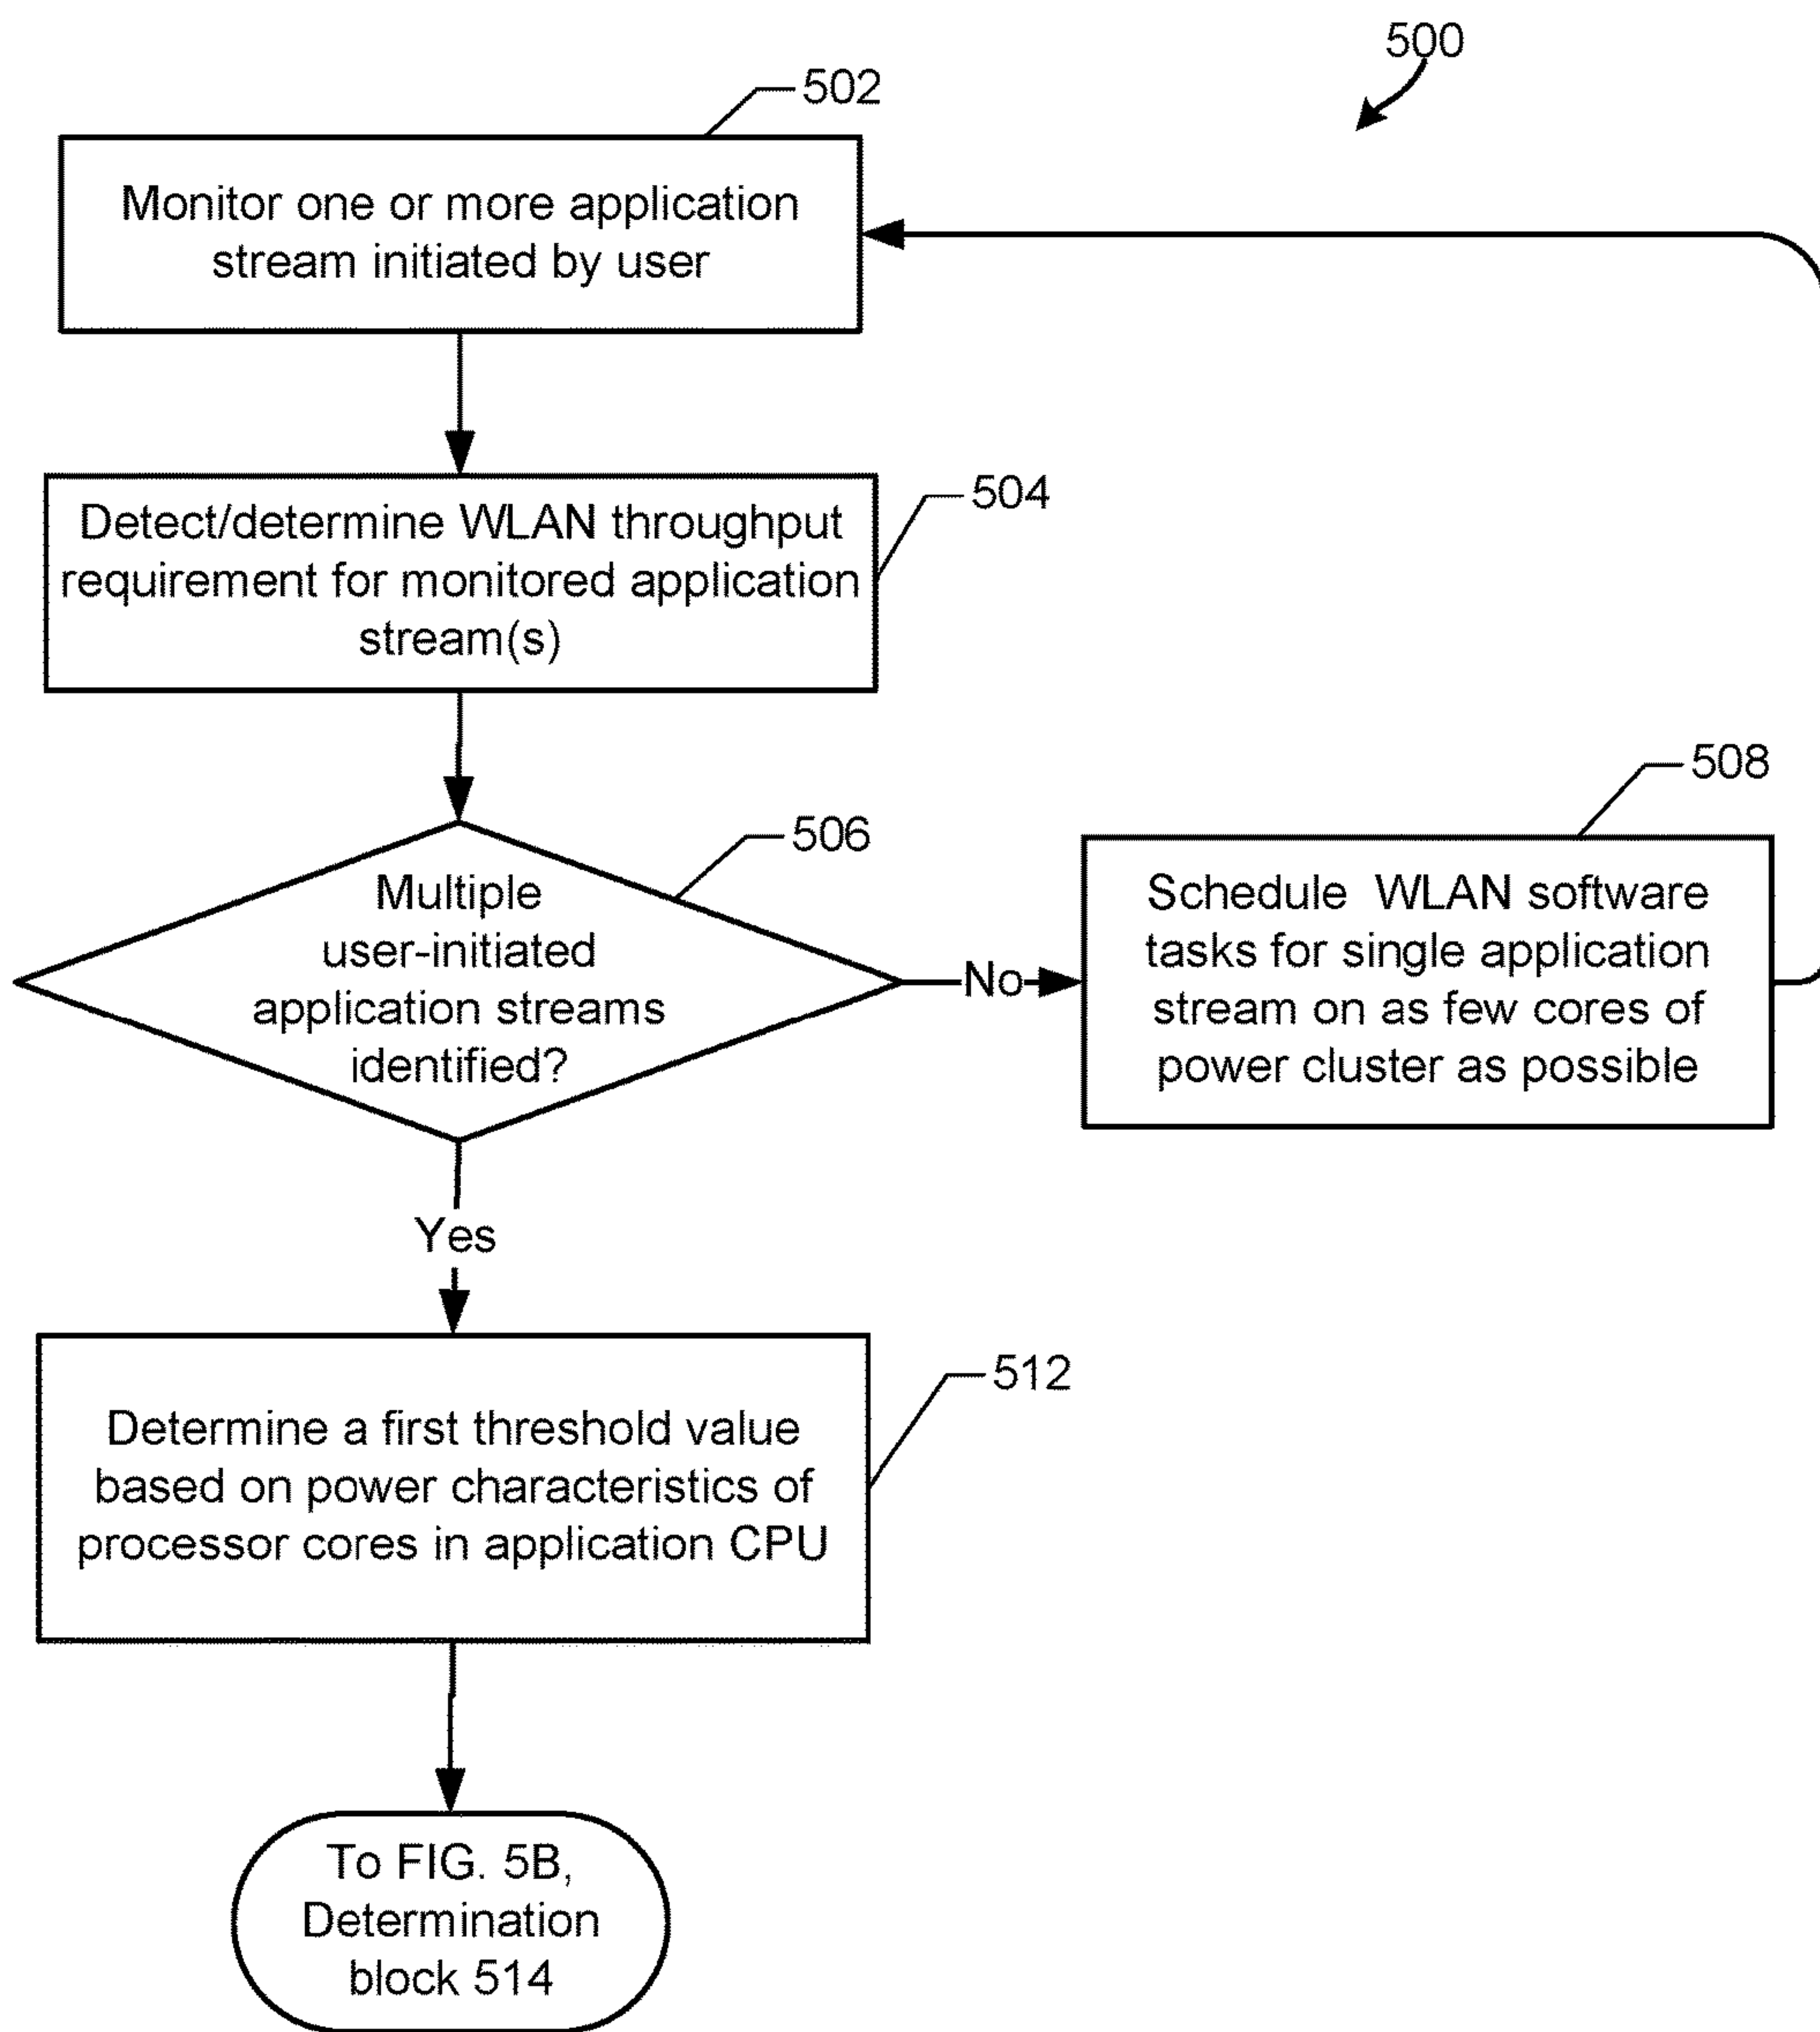 500
502
Monitor one or more application
stream initiated by user
504
Detect/determine WLAN throughput
requirement for monitored application
stream(s)
506
Multiple
user-initiated
application streams
identified?
No
508
Schedule WLAN software
tasks for single application
stream on as few cores of
power cluster as possible
Yes
512
Determine a first threshold value
based on power characteristics of
processor cores in application CPU
To FIG. 5B,
Determination
block 514